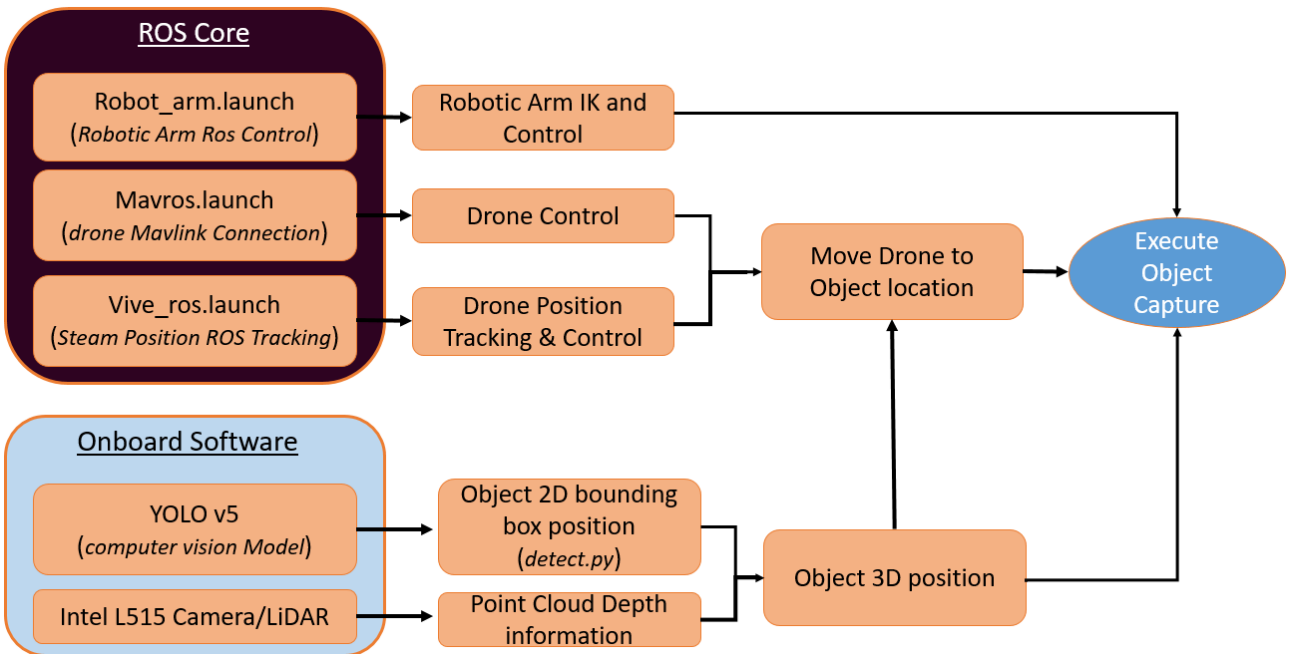 ROS Core
Robot_arm.launch
(Robotic Arm Ros Control)
Mavros.launch
(drone Mavlink Connection)
Vive_ros.launch
(Steam Position ROS Tracking)
Robotic Arm IK and
Control
Drone Control
Drone Position
Tracking & Control
Move Drone to
Object location
Execute
Object
Capture
Onboard Software
YOLO v5
(computer vision Model)
Intel L515 Camera/LiDAR
Object 2D bounding
box position
(detect.py)
Point Cloud Depth
information
Object 3D position